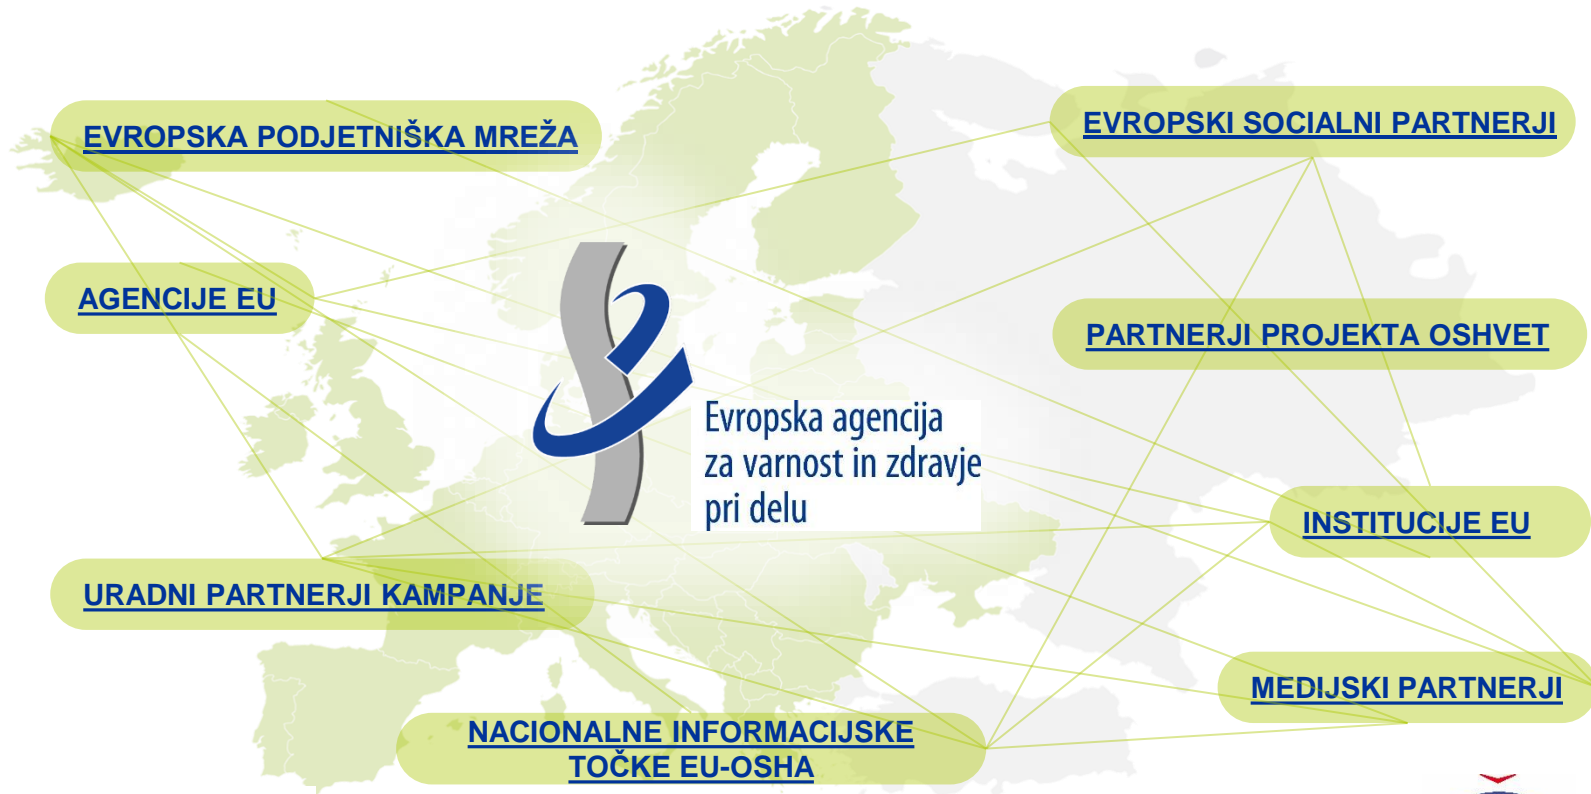 EVROPSKA PODJETNIŠKA MREŽA
EVROPSKI SOCIALNI PARTNERJI
AGENCIJE EU
PARTNERJI PROJEKTA OSHVET
Evropska agencija
za varnost in zdravje
pri delu
INSTITUCIJE EU
URADNI PARTNERJI KAMPANJE
MEDIJSKI PARTNERJI
NACIONALNE INFORMACIJSKE
TOČKE EU-OSHA